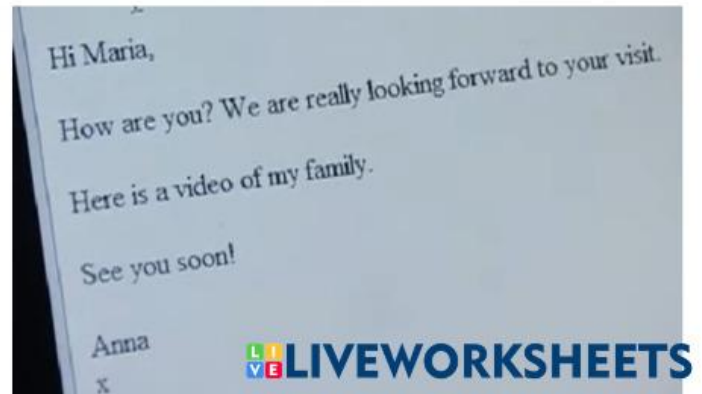 Hi Maria,
How are you? We are really looking forward to your visit.
Here is a video of my family.
See you soon!
Anna
x
LIVEWORKSHEETS